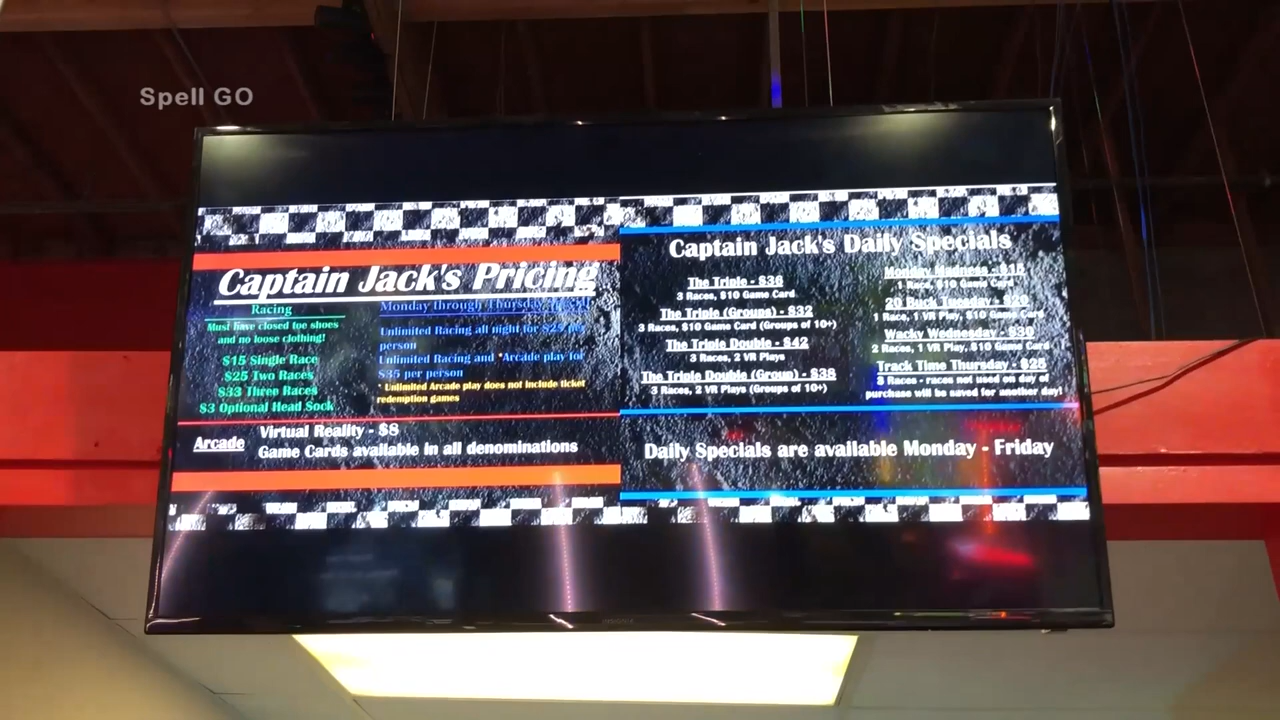 Spell GO
Captain Jack's Pricing
Racing
Must have closed toe shoes
and no loose clothing!
$15 Single Race
$25 Two Races
$33 Three Races
$3 Optional Head Sock
Monday through Thursday
Unlimited Racing all night for $25 per
person
Unlimited Racing and *Arcade play for
$35 per person
* Unlimited Arcade play does not include ticket
redemption games
Arcade
Virtual Reality - $8
Game Cards available in all denominations
Captain Jack's Daily Specials
The Triple - $36
3 Races, $10 Game Card
The Triple (Groups) - $32
3 Races, $10 Game Card (Groups of 10+)
The Triple Double - $42
3 Races, 2 VR Plays
The Triple Double (Group) - $38
3 Races, 2 VR Plays (Groups of 10+)
Monday Madness - $15
1 Race, $10 Game Card
20 Buck Tuesday - $20
1 Race, 1 VR Play, $10 Game Card
Wacky Wednesday - $30
2 Races, 1 VR Play, $10 Game Card
Track Time Thursday - $25
3 Races - races not used on day of
purchase will be saved for another day!
Daily Specials are available Monday - Friday